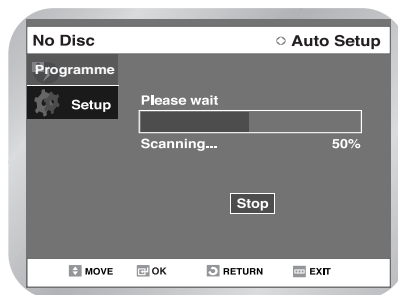 No Disc Auto Setup
Programme
Setup
Please wait
Scanning... 50%
Stop
MOVE OK RETURN EXIT